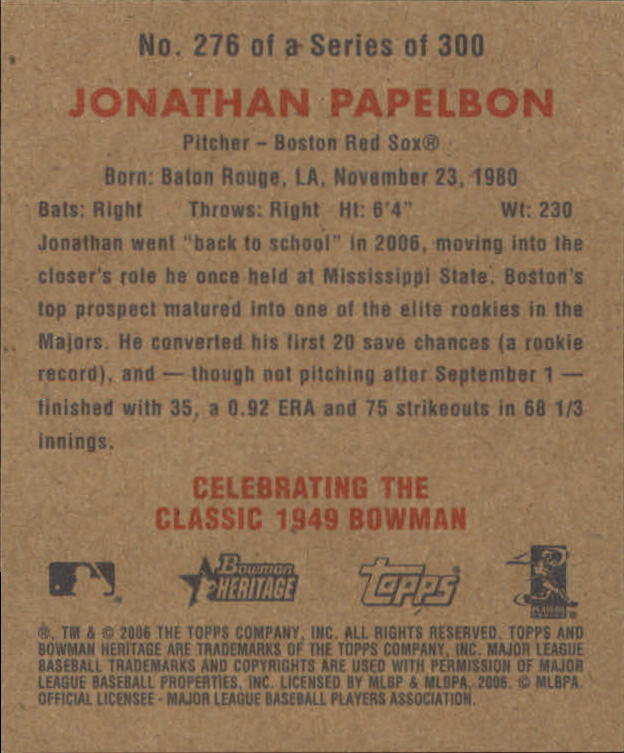 No. 276 of a Series of 300
JONATHAN PAPELBON
Pitcher – Boston Red Sox®
Born: Baton Rouge, LA, November 23, 1980
Bats: Right Throws: Right Ht: 6'4" Wt: 230
Jonathan went "back to school" in 2006, moving into the
closer's role he once held at Mississippi State. Boston's
top prospect matured into one of the elite rookies in the
Majors. He converted his first 20 save chances (a rookie
record), and — though not pitching after September 1 —
finished with 35, a 0.92 ERA and 75 strikeouts in 68 1/3
innings.
CELEBRATING THE
CLASSIC 1949 BOWMAN
Bowman
HERITAGE
Topps
PLAYERS
®, TM & © 2006 THE TOPPS COMPANY, INC. ALL RIGHTS RESERVED. TOPPS AND
BOWMAN HERITAGE ARE TRADEMARKS OF THE TOPPS COMPANY, INC. MAJOR LEAGUE
BASEBALL TRADEMARKS AND COPYRIGHTS ARE USED WITH PERMISSION OF MAJOR
LEAGUE BASEBALL PROPERTIES, INC. LICENSED BY MLBP & MLBPA, 2006. © MLBPA.
OFFICIAL LICENSEE - MAJOR LEAGUE BASEBALL PLAYERS ASSOCIATION.